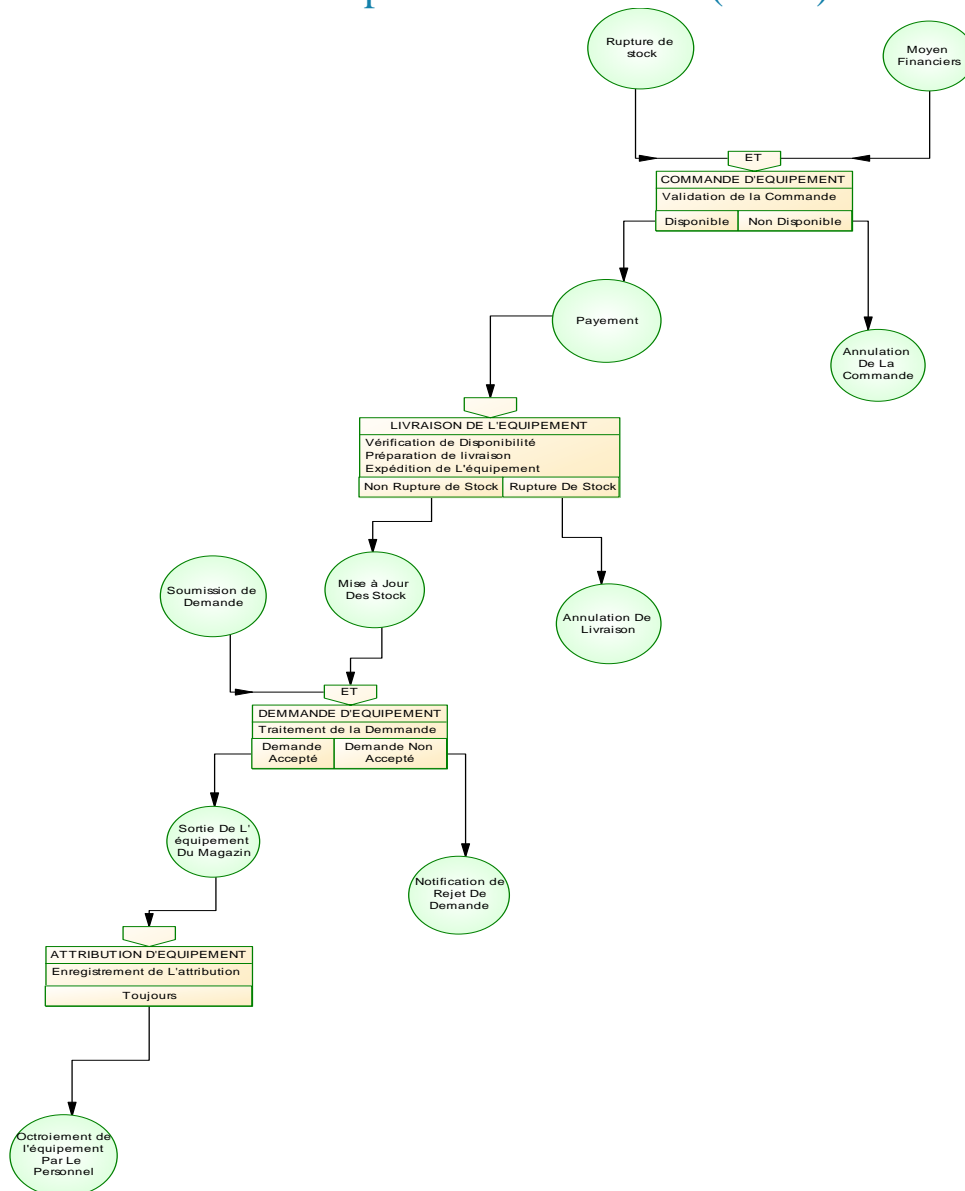 Rupture de
stock
Moyen
Financiers
ET
COMMANDE D'EQUIPEMENT
Validation de la Commande
Disponible
Non Disponible
Payement
Annulation
De La
Commande
LIVRAISON DE L'EQUIPEMENT
Vérification de Disponibilité
Préparation de livraison
Expédition de L'équipement
Non Rupture de Stock
Rupture De Stock
Soumission de
Demande
Mise à Jour
Des Stock
Annulation De
Livraison
ET
DEMMANDE D'EQUIPEMENT
Traitement de la Demmande
Demande
Accepté
Demande Non
Accepté
Sortie De L'
équipement
Du Magazin
Notification de
Rejet De
Demande
ATTRIBUTION D'EQUIPEMENT
Enregistrement de L'attribution
Toujours
Octroiement de
l'équipement
Par Le
Personnel